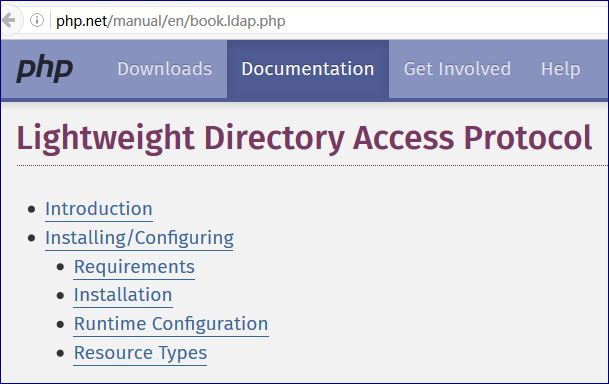 php.net/manual/en/book.ldap.php
php Downloads Documentation Get Involved Help
Lightweight Directory Access Protocol
Introduction
Installing/Configuring
Requirements
Installation
Runtime Configuration
Resource Types